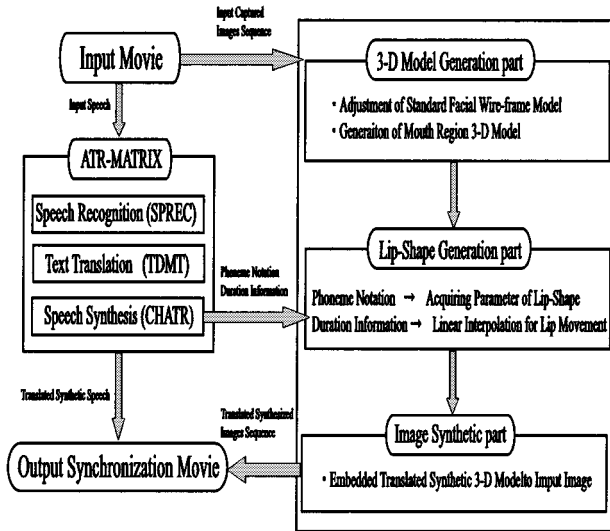 Input Captured
Images Sequence
Input Movie
3-D Model Generation part
・Adjustment of Standard Facial Wire-frame Model
・Generaiton of Mouth Region 3-D Model
Input Speech
ATR-MATRIX
Speech Recognition (SPREC)
Text Translation (TDMT)
Speech Synthesis (CHATR)
Phoneme Notation
Duration Information
Lip-Shape Generation part
Phoneme Notation → Acquiring Parameter of Lip-Shape
Duration Information → Linear Interpolation for Lip Movement
Translated Synthetic Speech
Translated Synthesized
Images Sequence
Output Synchronization Movie
Image Synthetic part
・Embedded Translated Synthetic 3-D Modelto Imput Image